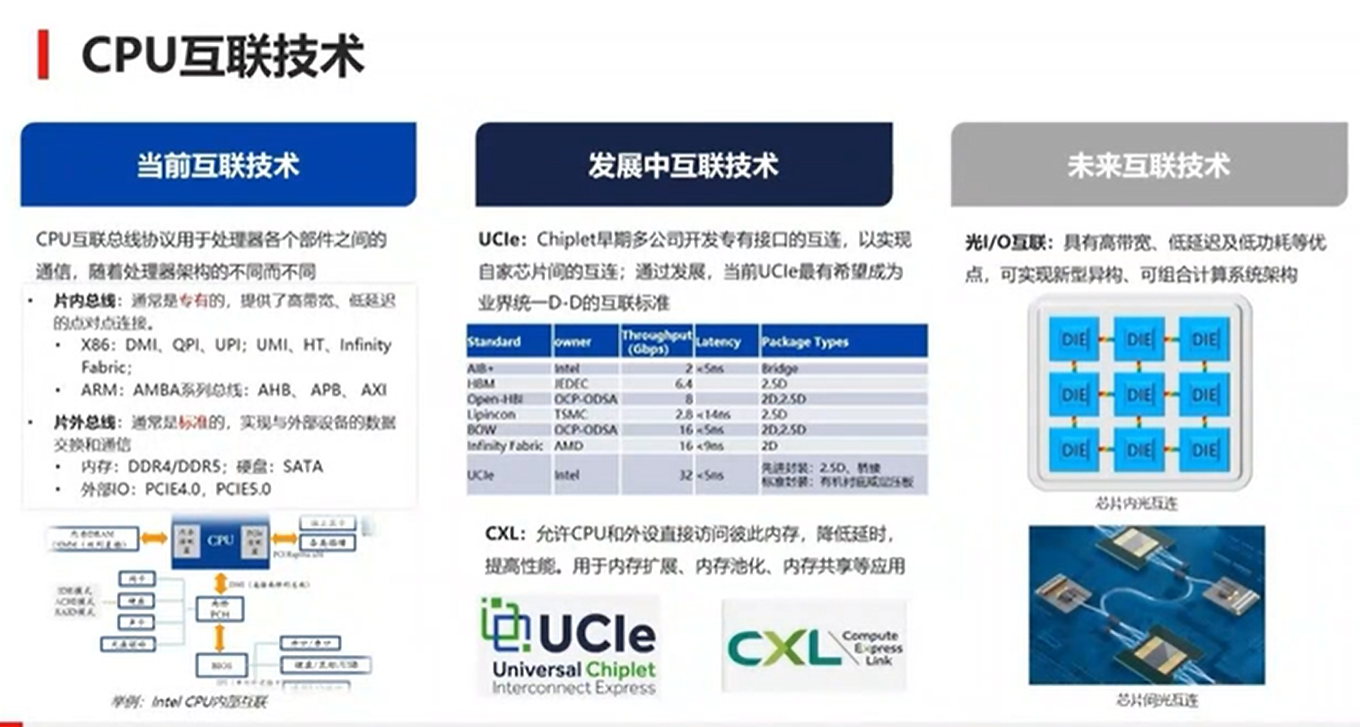 CPU互联技术
当前互联技术
CPU互联总线协议用于处理器各个部件之间的
通信，随着处理器架构的不同而不同
• 片内总线：通常是专有的，提供了高带宽、低延迟
的点对点连接。
• X86：DMI、QPI、UPI；UMI、HT、Infinity
Fabric;
• ARM：AMBA系列总线：AHB、APB、AXI
• 片外总线：通常是标准的，实现与外部设备的数据
交换和通信
• 内存：DDR4/DDR5；硬盘：SATA
• 外部IO：PCIE4.0，PCIE5.0
CPU
网卡
硬盘
声卡
PCH
BIOS
举例：Intel CPU内部互联
发展中互联技术
UCIe：Chiplet早期多公司开发专有接口的互连，以实现
自家芯片间的互连；通过发展，当前UCIe最有希望成为
业界统一D-D的互联标准
Standard owner Throughput (Gbps) Latency Package Types
AIB+ Intel 2 <5ns Bridge
HBM JEDEC 6.4 2.5D
Open-HBI OCP-ODSA 8 2D,2.5D
Lipincon TSMC 2.8 <14ns 2.5D
BOW OCP-ODSA 16 <5ns 2D,2.5D
Infinity Fabric AMD 16 <9ns 2D
UCIe Intel 32 <5ns 先进封装：2.5D、桥接
标准封装：有机衬底或层压板
CXL：允许CPU和外设直接访问彼此内存，降低延时，
提高性能。用于内存扩展、内存池化、内存共享等应用
UCIe
Universal Chiplet
Interconnect Express
CXL
Compute
Express
Link
未来互联技术
光I/O互联：具有高带宽、低延迟及低功耗等优
点，可实现新型异构、可组合计算系统架构
DIE DIE DIE
DIE DIE DIE
DIE DIE DIE
芯片内光互连
芯片间光互连